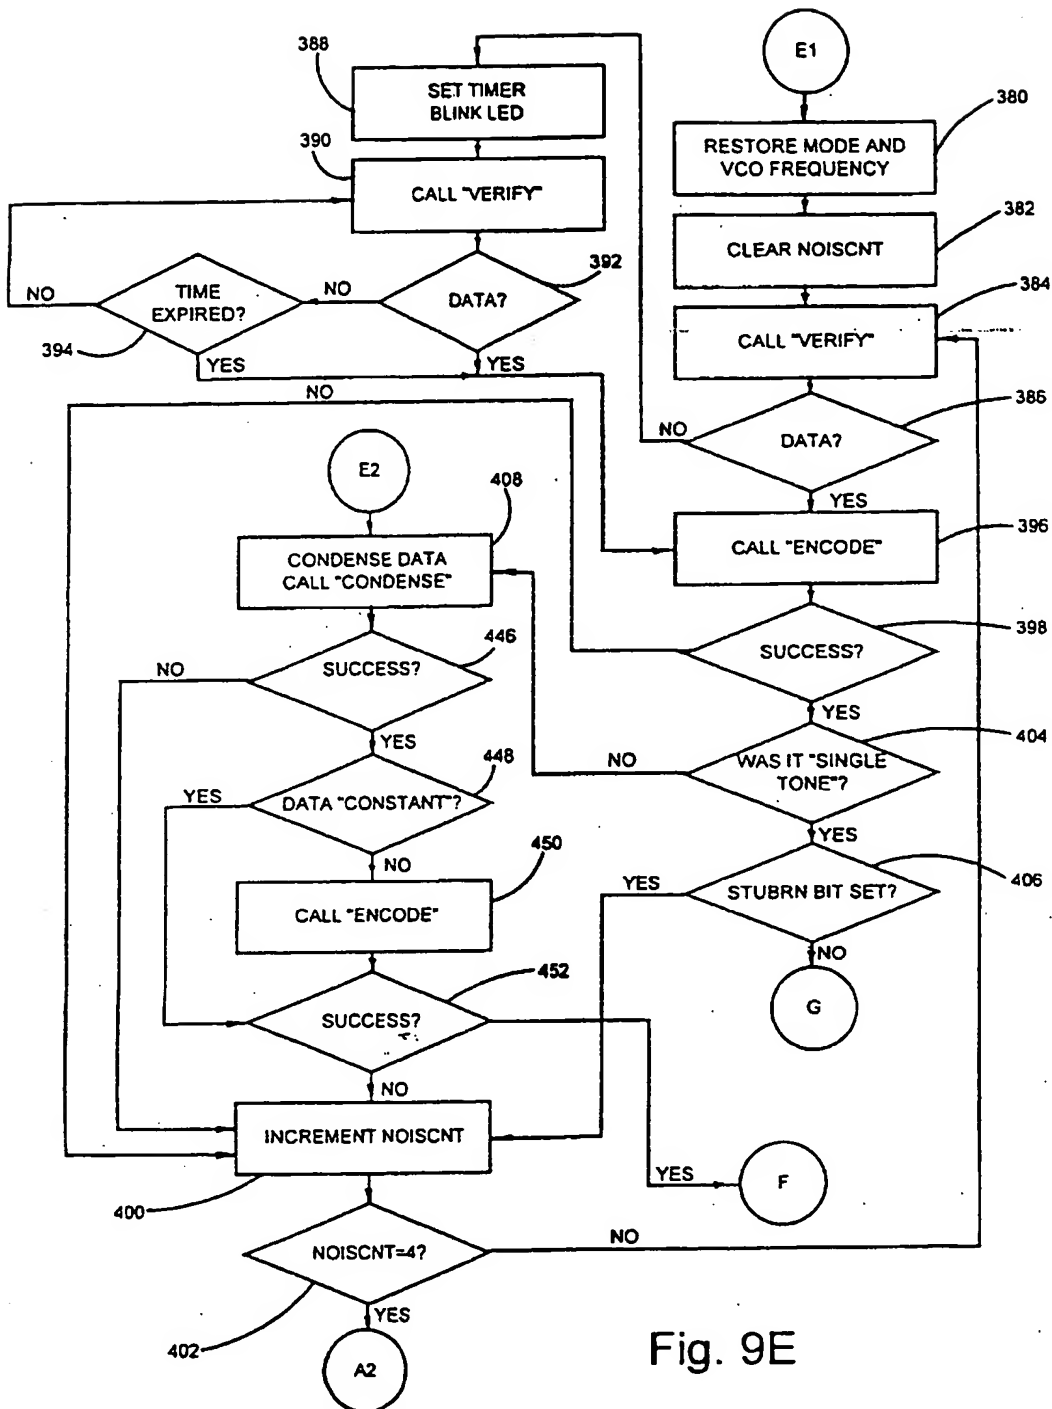 E1
388
SET TIMER
BLINK LED
380
RESTORE MODE AND
VCO FREQUENCY
390
CALL "VERIFY"
382
CLEAR NOISCNT
392
DATA?
NO
TIME
EXPIRED?
NO
394
YES
YES
384
CALL "VERIFY"
386
DATA?
NO
YES
NO
E2
408
CONDENSE DATA
CALL "CONDENSE"
396
CALL "ENCODE"
398
SUCCESS?
YES
446
SUCCESS?
NO
YES
404
WAS IT "SINGLE
TONE"?
NO
YES
448
DATA "CONSTANT"?
YES
NO
406
STUBRN BIT SET?
YES
NO
G
450
CALL "ENCODE"
452
SUCCESS?
NO
YES
F
INCREMENT NOISCNT
400
NOISCNT=4?
NO
YES
402
A2
Fig. 9E